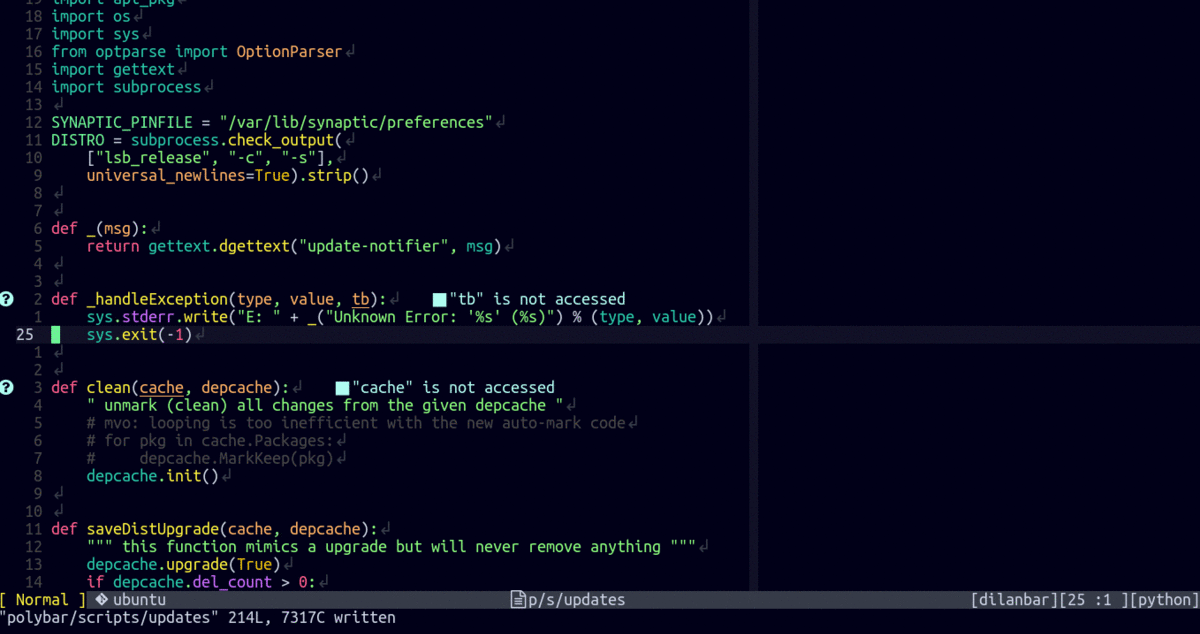 19 import apt_pkg
18 import os
17 import sys
16 from optparse import OptionParser
15 import gettext
14 import subprocess
13
12 SYNAPTIC_PINFILE = "/var/lib/synaptic/preferences"
11 DISTRO = subprocess.check_output(
10     ["lsb_release", "-c", "-s"],
9     universal_newlines=True).strip()
8
7
6 def _(msg):
5     return gettext.dgettext("update-notifier", msg)
4
3
2 def _handleException(type, value, tb):    "tb" is not accessed
1     sys.stderr.write("E: " + _("Unknown Error: '%s' (%s)") % (type, value))
25     sys.exit(-1)
1
2
3 def clean(cache, depcache):    "cache" is not accessed
4     " unmark (clean) all changes from the given depcache "
5     # mvo: looping is too inefficient with the new auto-mark code
6     # for pkg in cache.Packages:
7     #     depcache.MarkKeep(pkg)
8     depcache.init()
9
10
11 def saveDistUpgrade(cache, depcache):
12     """ this function mimics a upgrade but will never remove anything """
13     depcache.upgrade(True)
14     if depcache.del_count > 0:
[ Normal ] ubuntu p/s/updates [dilanbar][25 :1 ][python]
"polybar/scripts/updates" 214L, 7317C written